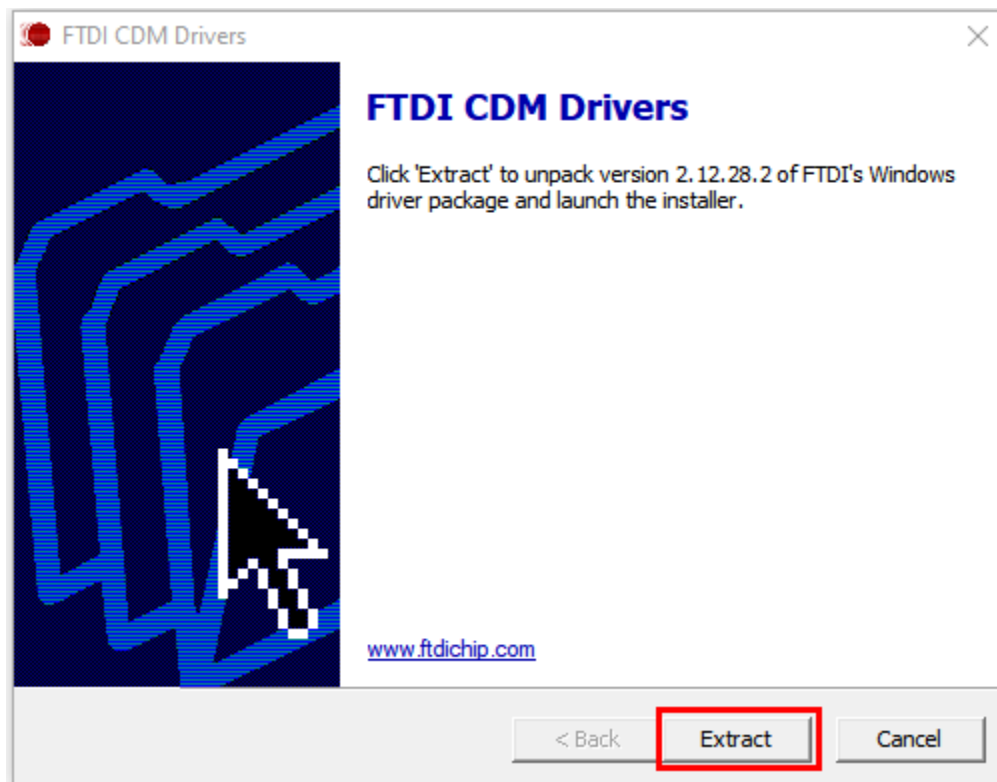 FTDI CDM Drivers
FTDI CDM Drivers
Click 'Extract' to unpack version 2.12.28.2 of FTDI's Windows
driver package and launch the installer.
www.ftdichip.com
< Back
Extract
Cancel